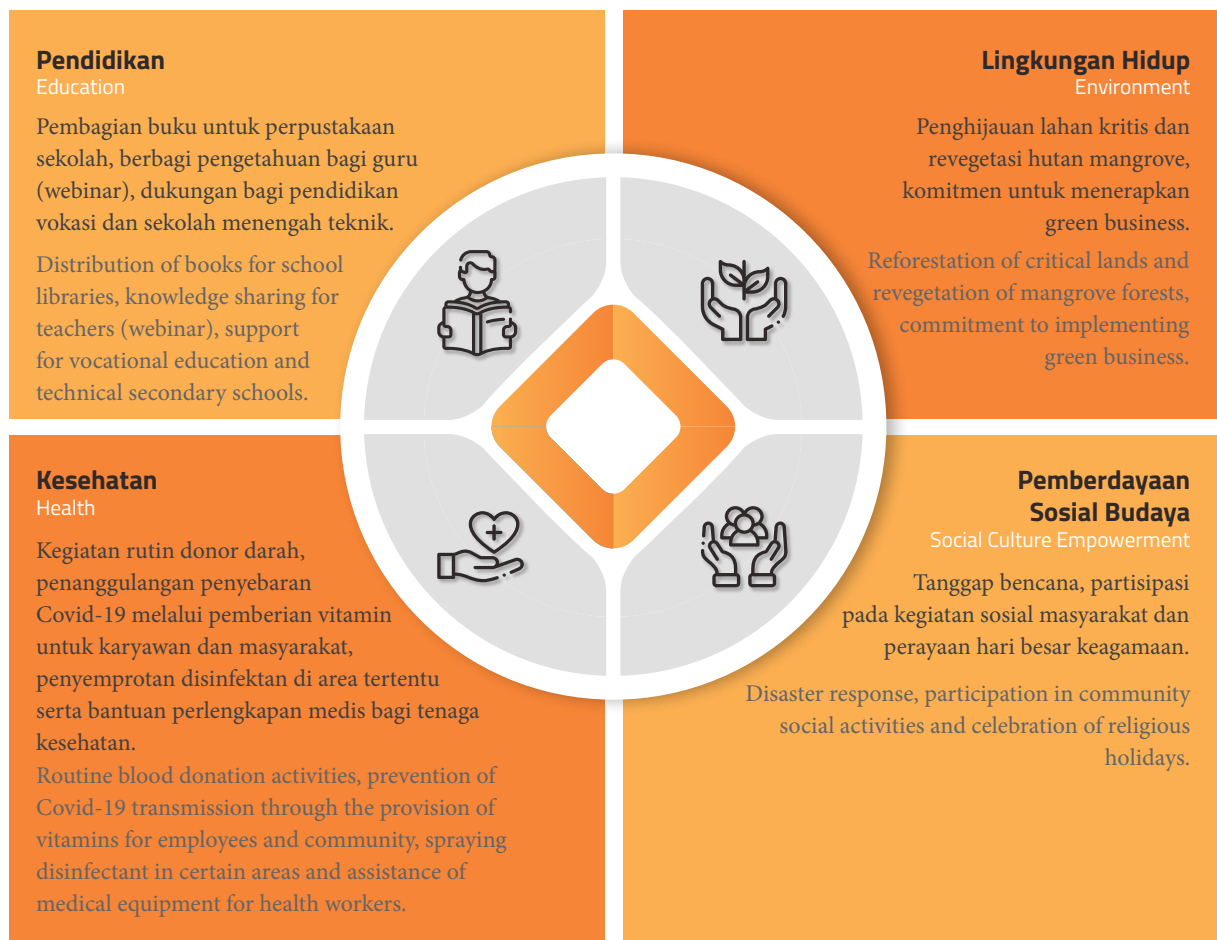 Pendidikan
Education
Pembagian buku untuk perpustakaan
sekolah, berbagi pengetahuan bagi guru
(webinar), dukungan bagi pendidikan
vokasi dan sekolah menengah teknik.
Distribution of books for school
libraries, knowledge sharing for
teachers (webinar), support
for vocational education and
technical secondary schools.
Lingkungan Hidup
Environment
Penghijauan lahan kritis dan
revegetasi hutan mangrove,
komitmen untuk menerapkan
green business.
Reforestation of critical lands and
revegetation of mangrove forests,
commitment to implementing
green business.
Kesehatan
Health
Kegiatan rutin donor darah,
penanggulangan penyebaran
Covid-19 melalui pemberian vitamin
untuk karyawan dan masyarakat,
penyemprotan disinfektan di area tertentu
serta bantuan perlengkapan medis bagi tenaga
kesehatan.
Routine blood donation activities, prevention of
Covid-19 transmission through the provision of
vitamins for employees and community, spraying
disinfectant in certain areas and assistance of
medical equipment for health workers.
Pemberdayaan
Sosial Budaya
Social Culture Empowerment
Tanggap bencana, partisipasi
pada kegiatan sosial masyarakat dan
perayaan hari besar keagamaan.
Disaster response, participation in community
social activities and celebration of religious
holidays.